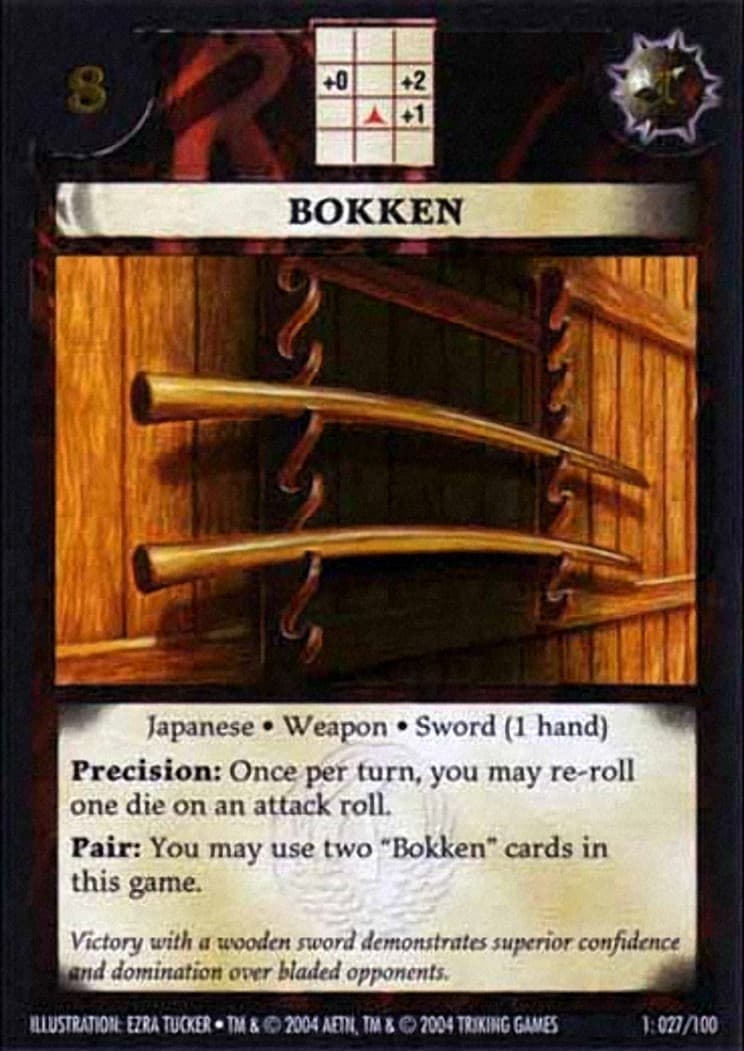 8
+0 +2
+1
BOKKEN
Japanese • Weapon • Sword (1 hand)
Precision: Once per turn, you may re-roll
one die on an attack roll.
Pair: You may use two “Bokken” cards in
this game.
Victory with a wooden sword demonstrates superior confidence
and domination over bladed opponents.
ILLUSTRATION: EZRA TUCKER • TM & © 2004 AETN, TM & © 2004 TRIKING GAMES 1: 027/100